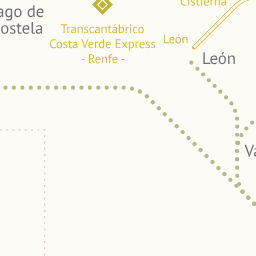 ago de
ostela
Transcantábrico
Costa Verde Express
- Renfe -
Cistierna
León
León
Va